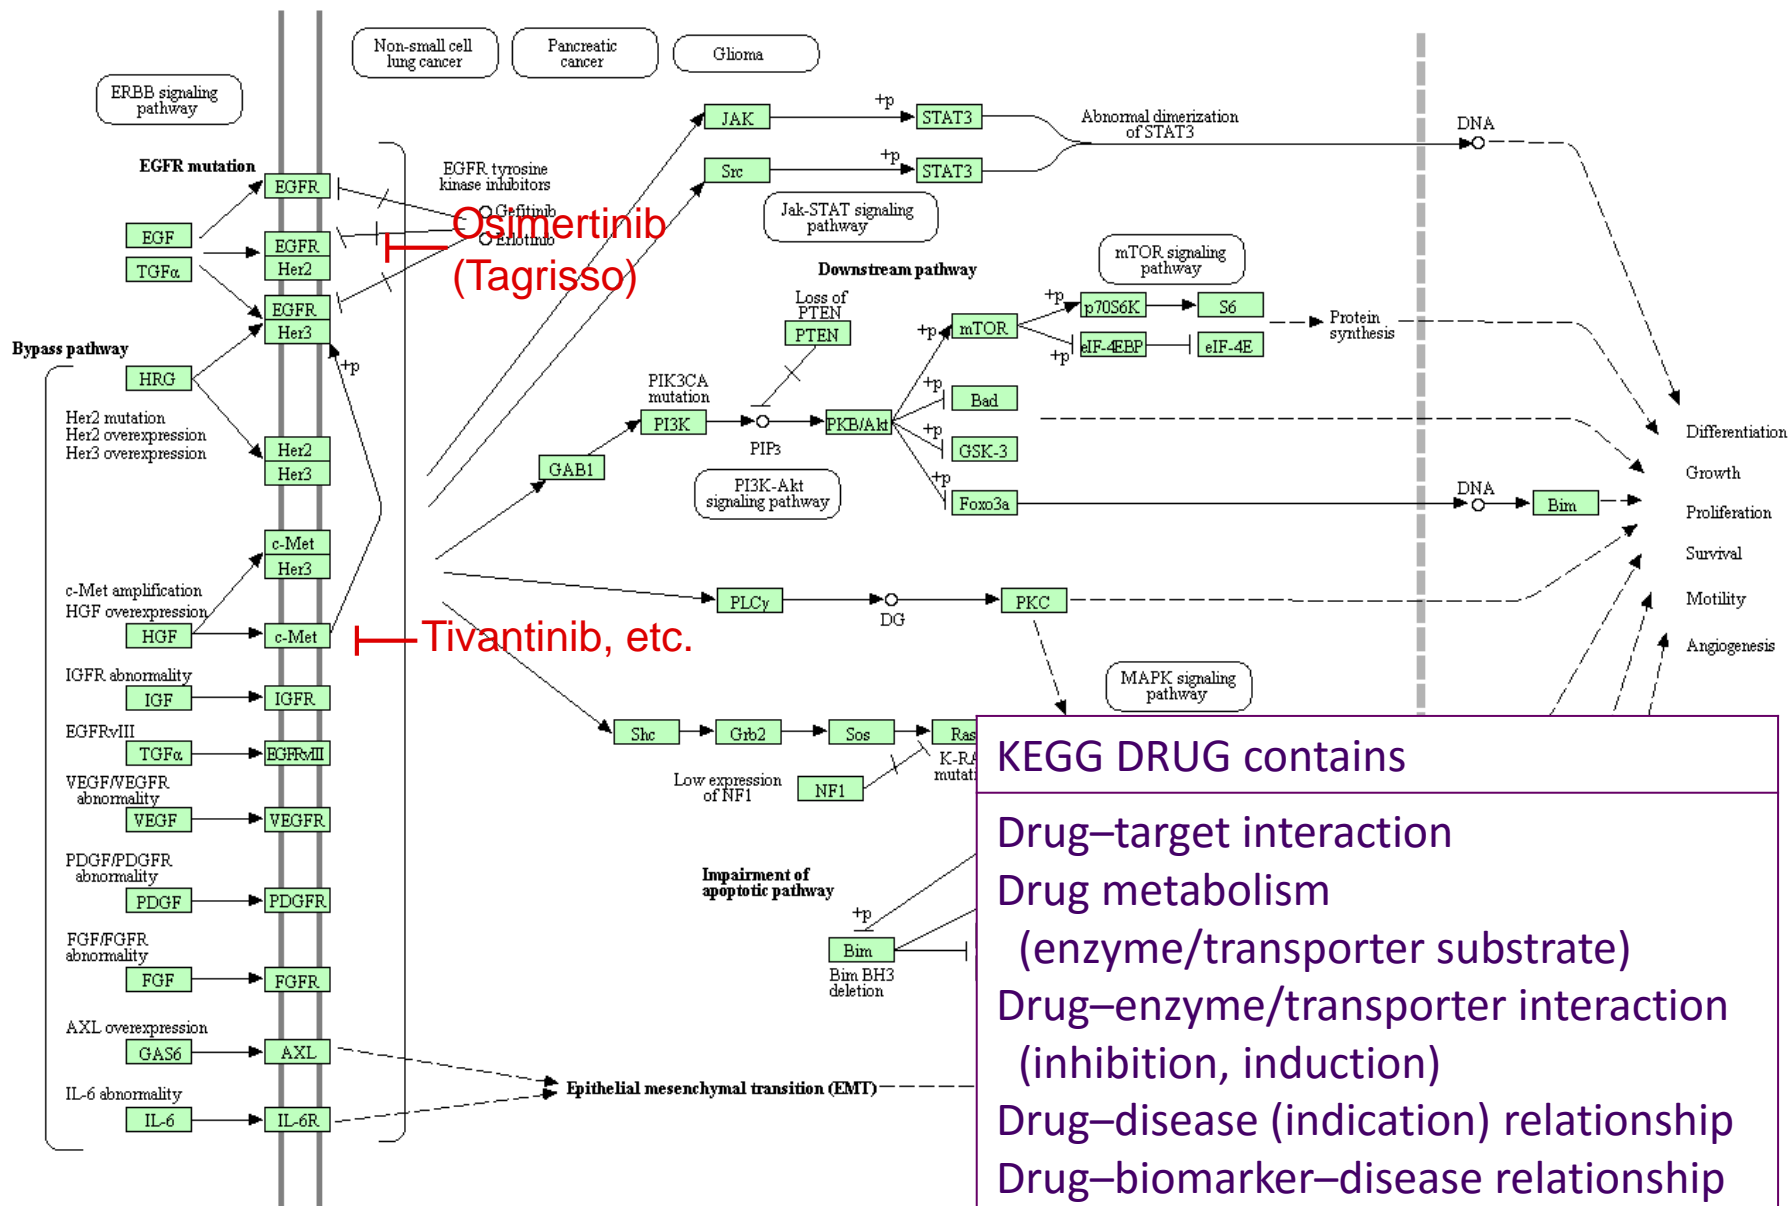 Non-small cell
lung cancer
Pancreatic
cancer
Glioma
ERBB signaling
pathway
EGFR mutation
EGFR
EGF
TGFα
EGFR
Her2
EGFR
Her3
EGFR tyrosine
kinase inhibitors
Gefitinib
Erlotinib
Osimertinib
(Tagrisso)
JAK
+p
STAT3
Src
+p
STAT3
Abnormal dimerization
of STAT3
DNA
Jak-STAT signaling
pathway
Downstream pathway
mTOR signaling
pathway
Loss of
PTEN
PTEN
+p
mTOR
+p
p70S6K
S6
+p
eIF-4EBP
eIF-4E
Protein
synthesis
Bypass pathway
HRG
+p
Her2 mutation
Her2 overexpression
Her3 overexpression
Her2
Her3
PIK3CA
mutation
PI3K
PIP3
PKB/Akt
+p
Bad
+p
GSK-3
+p
Foxo3a
GAB1
PI3K-Akt
signaling pathway
DNA
Bim
Differentiation
Growth
Proliferation
Survival
Motility
Angiogenesis
c-Met
Her3
c-Met amplification
HGF overexpression
HGF
c-Met
Tivantinib, etc.
PLCγ
DG
PKC
MAPK signaling
pathway
IGFR abnormality
IGF
IGFR
EGFRvIII
TGFα
EGFRvIII
Shc
Grb2
Sos
Ras
Low expression
of NF1
NF1
VEGF/VEGFR
abnormality
VEGF
VEGFR
PDGF/PDGFR
abnormality
PDGF
PDGFR
Impairment of
apoptotic pathway
+p
Bim
Bim BH3
deletion
FGF/FGFR
abnormality
FGF
FGFR
AXL overexpression
GAS6
AXL
Epithelial mesenchymal transition (EMT)
IL-6 abnormality
IL-6
IL-6R
KEGG DRUG contains
Drug–target interaction
Drug metabolism
(enzyme/transporter substrate)
Drug–enzyme/transporter interaction
(inhibition, induction)
Drug–disease (indication) relationship
Drug–biomarker–disease relationship